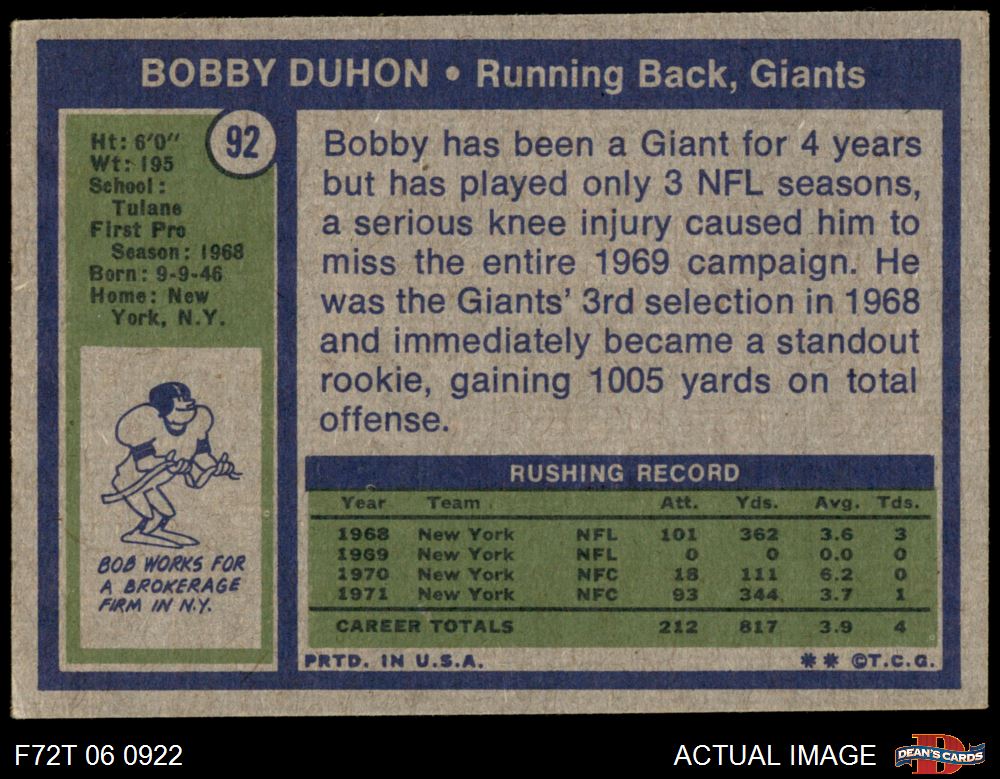 BOBBY DUHON • Running Back, Giants
92
Ht: 6'0"
Wt: 195
School:
Tulane
First Pro
Season: 1968
Born: 9-9-46
Home: New
York, N.Y.
BOB WORKS FOR
A BROKERAGE
FIRM IN N.Y.
Bobby has been a Giant for 4 years
but has played only 3 NFL seasons,
a serious knee injury caused him to
miss the entire 1969 campaign. He
was the Giants' 3rd selection in 1968
and immediately became a standout
rookie, gaining 1005 yards on total
offense.
RUSHING RECORD
Year Team Att. Yds. Avg. Tds.
1968 New York NFL 101 362 3.6 3
1969 New York NFL 0 0 0.0 0
1970 New York NFC 18 111 6.2 0
1971 New York NFC 93 344 3.7 1
CAREER TOTALS 212 817 3.9 4
PRTD. IN U.S.A. ** ©T.C.G.
F72T 06 0922 ACTUAL IMAGE DEAN'S CARDS